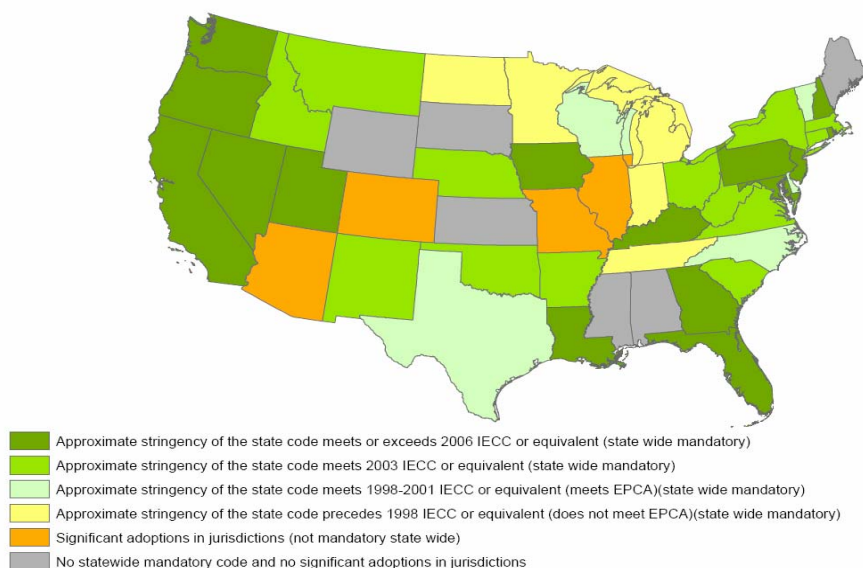 Approximate stringency of the state code meets or exceeds 2006 IECC or equivalent (state wide mandatory)
Approximate stringency of the state code meets 2003 IECC or equivalent (state wide mandatory)
Approximate stringency of the state code meets 1998-2001 IECC or equivalent (meets EPCA)(state wide mandatory)
Approximate stringency of the state code precedes 1998 IECC or equivalent (does not meet EPCA)(state wide mandatory)
Significant adoptions in jurisdictions (not mandatory state wide)
No statewide mandatory code and no significant adoptions in jurisdictions